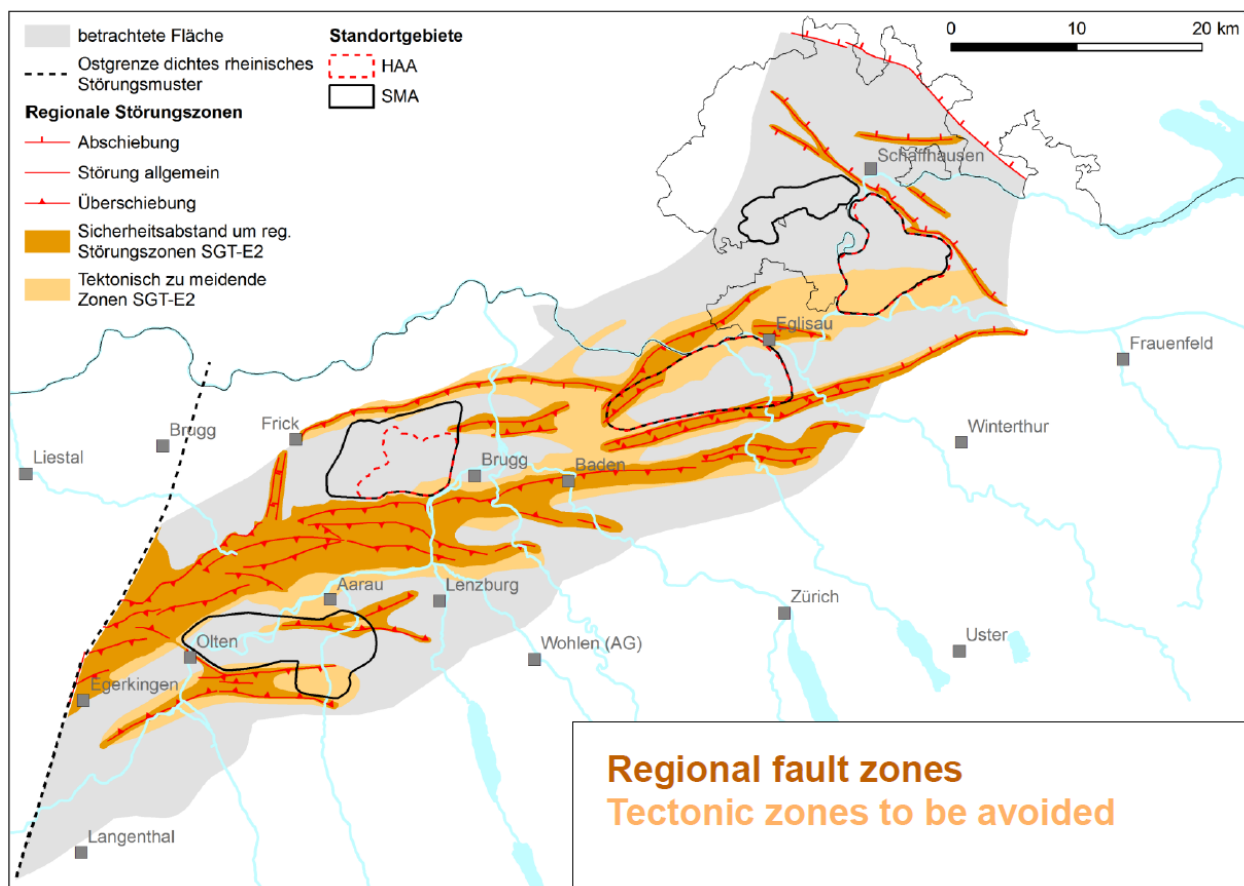 betrachtete Fläche
Ostgrenze dichtes rheinisches
Störungsmuster
Regionale Störungszonen
Abschiebung
Störung allgemein
Überschiebung
Sicherheitsabstand um reg.
Störungszonen SGT-E2
Tektonisch zu meidende
Zonen SGT-E2
Standortgebiete
HAA
SMA
0 10 20 km
Schaffhausen
Eglisau
Frauenfeld
Brugg
Frick
Winterthur
Liestal
Brugg
Baden
Aarau
Lenzburg
Zürich
Olten
Wohlen (AG)
Uster
Egerkingen
Langenthal
Regional fault zones
Tectonic zones to be avoided